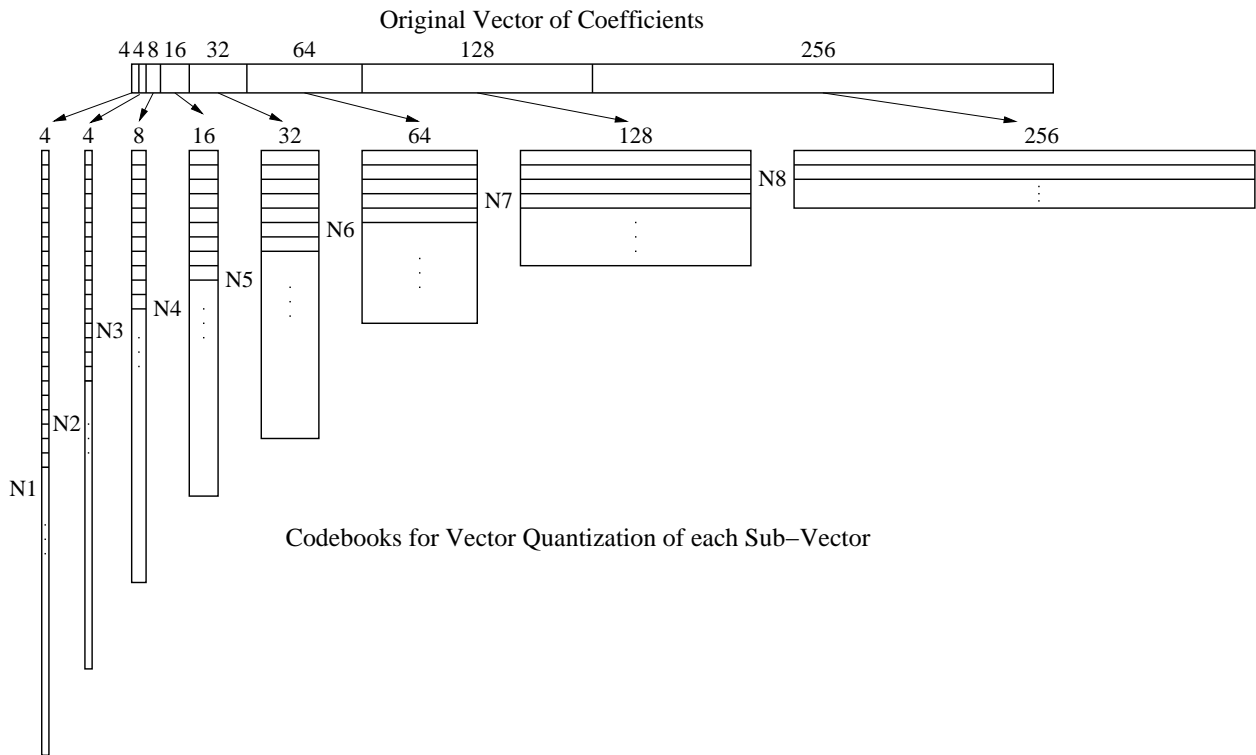 Original Vector of Coefficients
4 4 8 16 32 64 128 256
4 4 8 16 32 64 128 256
N8
N7
N6
N5
N4
N3
N2
N1
Codebooks for Vector Quantization of each Sub−Vector